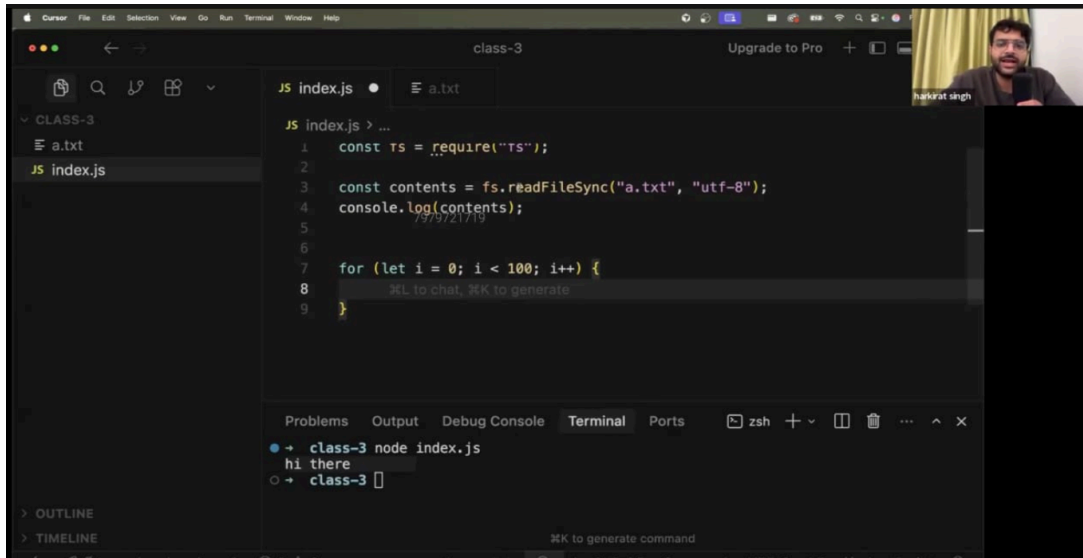 Cursor File Edit Selection View Go Run Terminal Window Help
class-3
Upgrade to Pro
JS index.js
a.txt
harkirat singh
CLASS-3
a.txt
JS index.js
JS index.js > ...
1 const fs = require("fs");
2
3 const contents = fs.readFileSync("a.txt", "utf-8");
4 console.log(contents);
7979721719
5
6
7 for (let i = 0; i < 100; i++) {
8 ⌘L to chat, ⌘K to generate
9 }
Problems Output Debug Console Terminal Ports
zsh
→ class-3 node index.js
hi there
→ class-3
> OUTLINE
> TIMELINE
⌘K to generate command